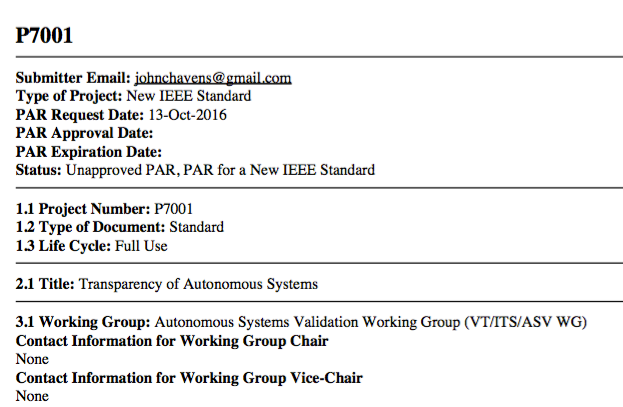 P7001
Submitter Email: johnchavens@gmail.com
Type of Project: New IEEE Standard
PAR Request Date: 13-Oct-2016
PAR Approval Date:
PAR Expiration Date:
Status: Unapproved PAR, PAR for a New IEEE Standard
1.1 Project Number: P7001
1.2 Type of Document: Standard
1.3 Life Cycle: Full Use
2.1 Title: Transparency of Autonomous Systems
3.1 Working Group: Autonomous Systems Validation Working Group (VT/ITS/ASV WG)
Contact Information for Working Group Chair
None
Contact Information for Working Group Vice-Chair
None